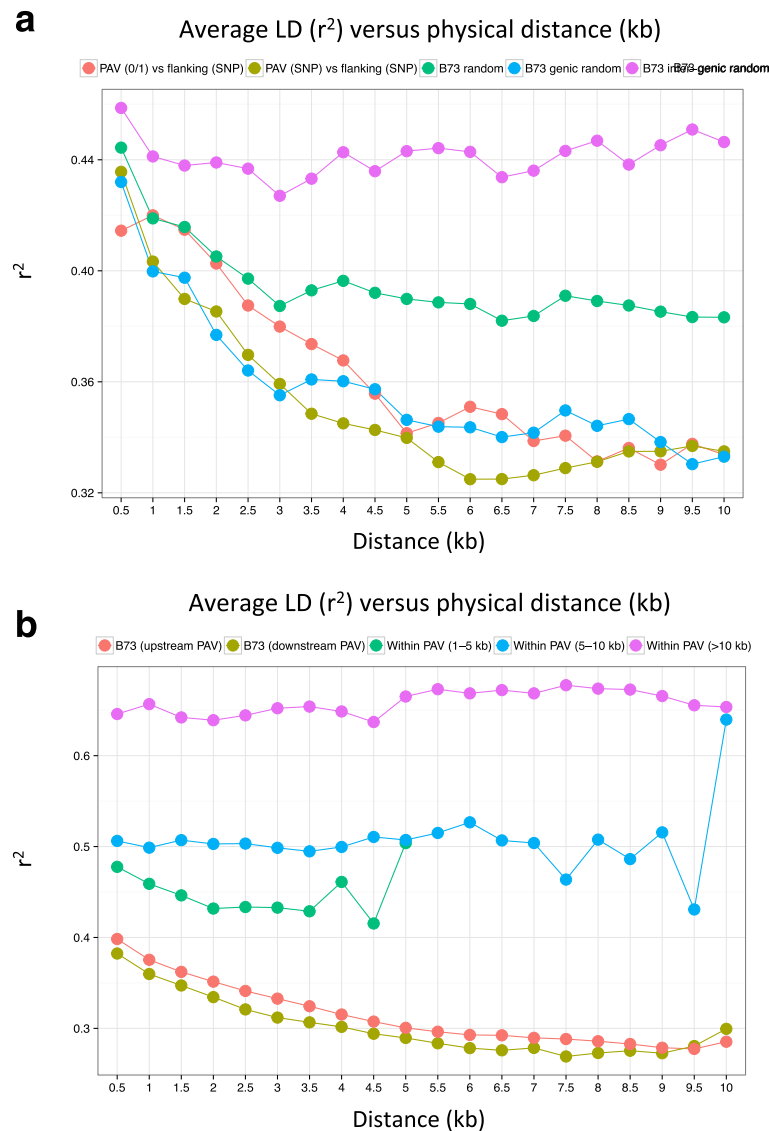 a
Average LD (r²) versus physical distance (kb)
PAV (0/1) vs flanking (SNP) PAV (SNP) vs flanking (SNP) B73 random B73 genic random B73 genic random
0.44
0.40
0.36
0.32
r²
0.5 1 1.5 2 2.5 3 3.5 4 4.5 5 5.5 6 6.5 7 7.5 8 8.5 9 9.5 10
Distance (kb)
b
Average LD (r²) versus physical distance (kb)
B73 (upstream PAV) B73 (downstream PAV) Within PAV (1–5 kb) Within PAV (5–10 kb) Within PAV (>10 kb)
0.6
0.5
0.4
0.3
r²
0.5 1 1.5 2 2.5 3 3.5 4 4.5 5 5.5 6 6.5 7 7.5 8 8.5 9 9.5 10
Distance (kb)